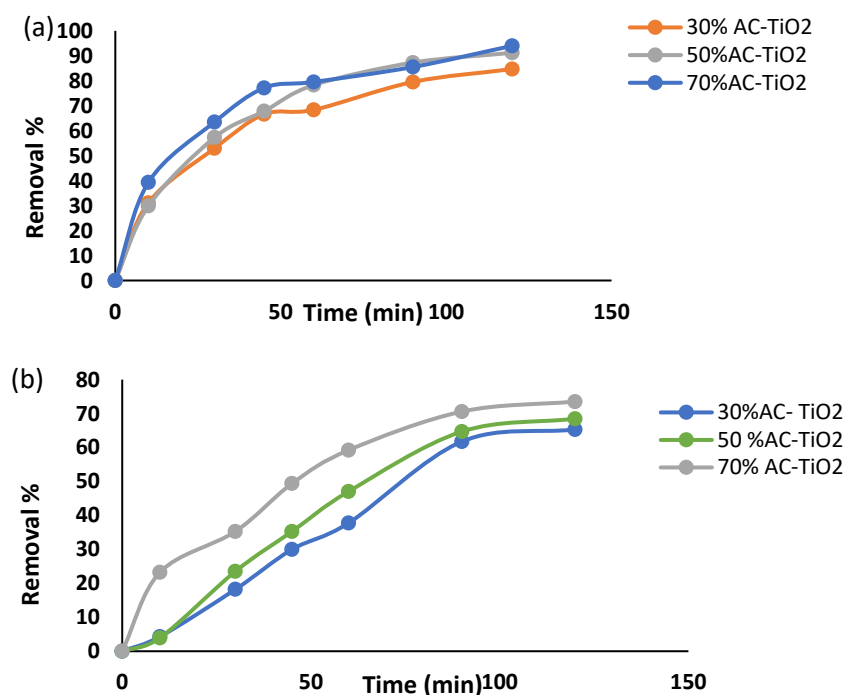 (a)
100
90
80
70
60
50
40
30
20
10
0
Removal %
0 50 100 150
Time (min)
30% AC-TiO2
50%AC-TiO2
70%AC-TiO2
(b)
80
70
60
50
40
30
20
10
0
Removal %
0 50 100 150
Time (min)
30%AC- TiO2
50 %AC-TiO2
70% AC-TiO2